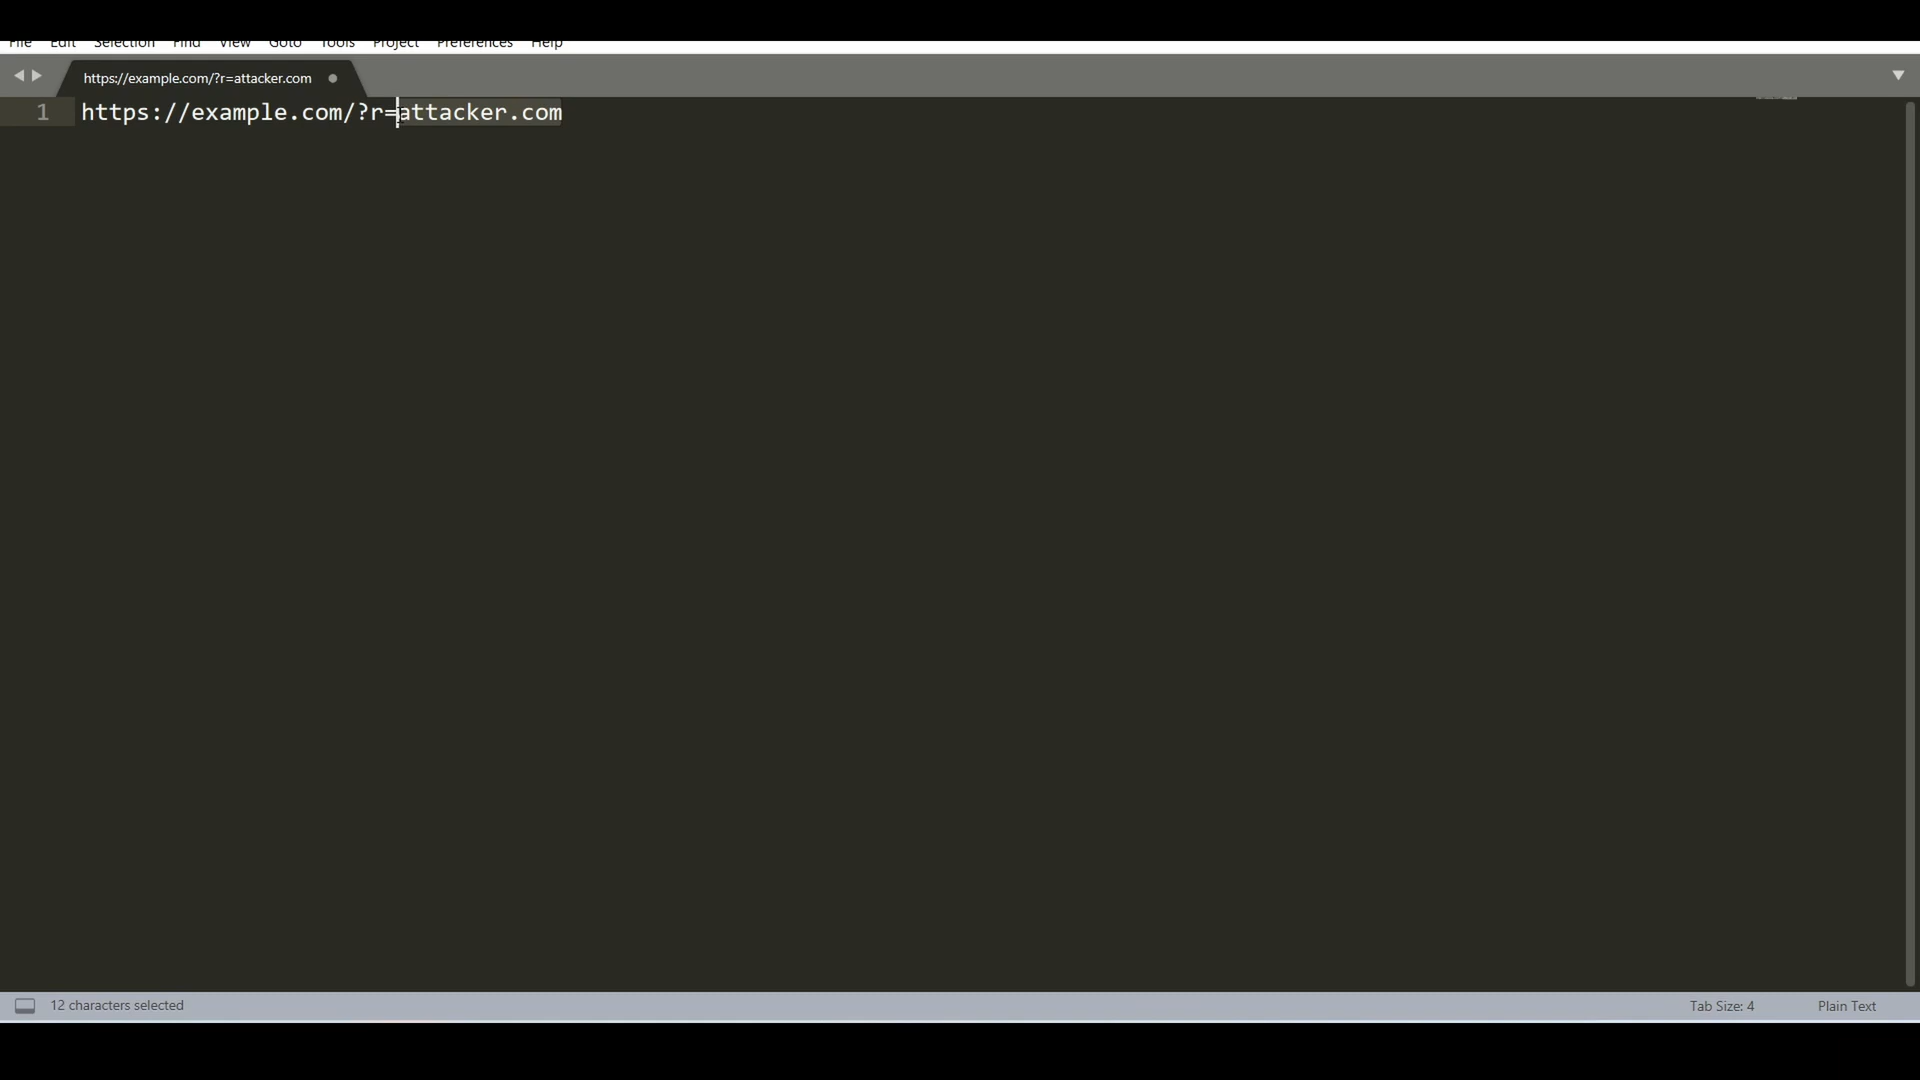 File Edit Selection Find View Goto Tools Project Preferences Help
https://example.com/?r=attacker.com
1 https://example.com/?r=attacker.com
12 characters selected Tab Size: 4 Plain Text